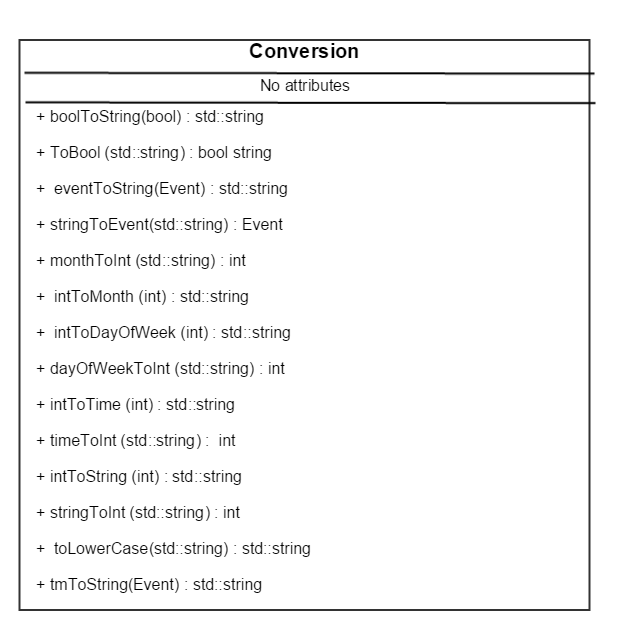 Conversion
No attributes
+ boolToString(bool) : std::string
+ ToBool (std::string) : bool string
+ eventToString(Event) : std::string
+ stringToEvent(std::string) : Event
+ monthToInt (std::string) : int
+ intToMonth (int) : std::string
+ intToDayOfWeek (int) : std::string
+ dayOfWeekToInt (std::string) : int
+ intToTime (int) : std::string
+ timeToInt (std::string) : int
+ intToString (int) : std::string
+ stringToInt (std::string) : int
+ toLowerCase(std::string) : std::string
+ tmToString(Event) : std::string